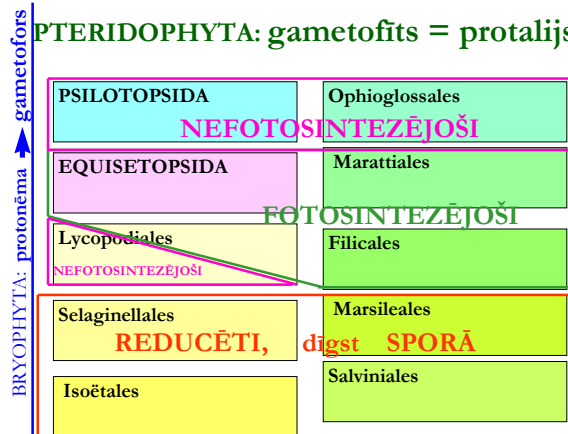 PTERIDOPHYTA: gametofīts = protalijs
PSILOTOPSIDA
Ophioglossales
NEFOTOSINTEZĒJOŠI
EQUISETOPSIDA
Marattiales
FOTOSINTEZĒJOŠI
Lycopodiales
Filicales
NEFOTOSINTEZĒJOŠI
Selaginellales
Marsileales
REDUCĒTI, dīgst SPORĀ
Isoëtales
Salviniales
BRYOPHYTA: protonēma gametofors